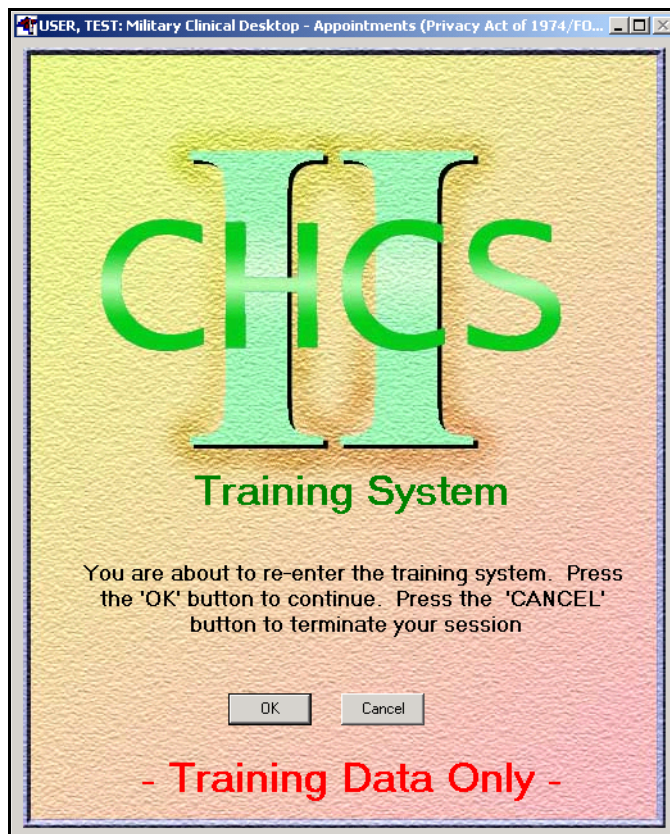 USER, TEST: Military Clinical Desktop - Appointments (Privacy Act of 1974/FO...
II
CHCS
Training System
You are about to re-enter the training system.  Press
the 'OK' button to continue.  Press the  'CANCEL'
button to terminate your session
OK Cancel
- Training Data Only -